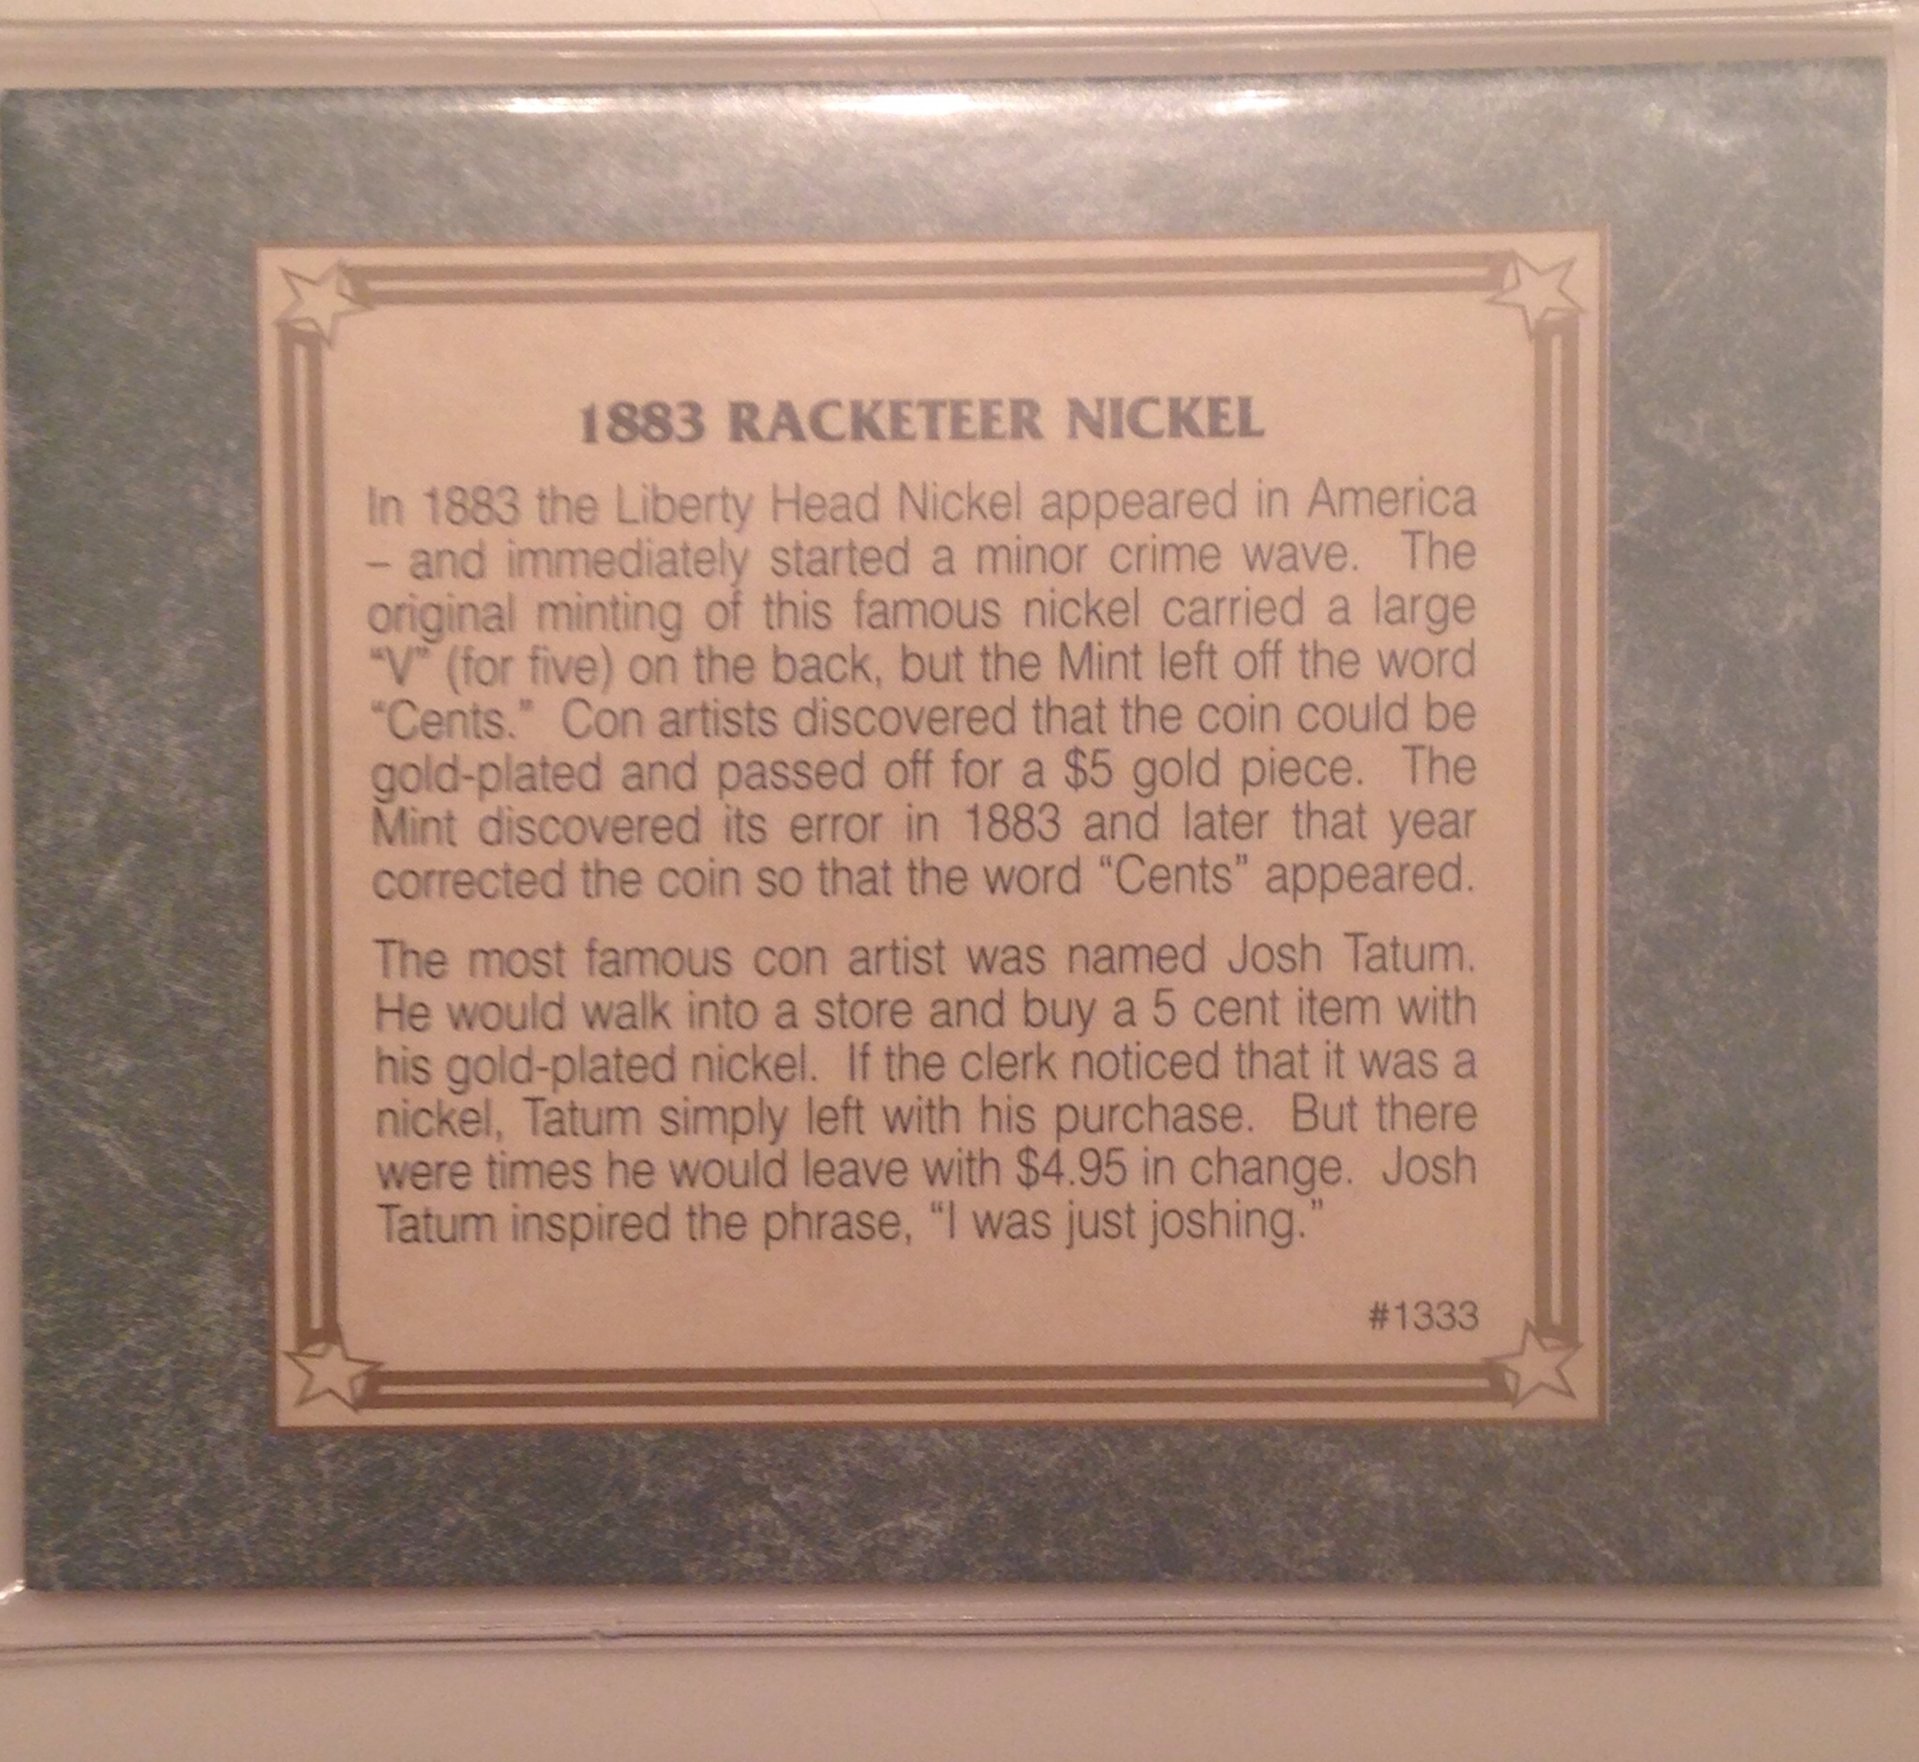 1883 RACKETEER NICKEL
In 1883 the Liberty Head Nickel appeared in America
– and immediately started a minor crime wave. The
original minting of this famous nickel carried a large
“V” (for five) on the back, but the Mint left off the word
“Cents.” Con artists discovered that the coin could be
gold-plated and passed off for a $5 gold piece. The
Mint discovered its error in 1883 and later that year
corrected the coin so that the word “Cents” appeared.
The most famous con artist was named Josh Tatum.
He would walk into a store and buy a 5 cent item with
his gold-plated nickel. If the clerk noticed that it was a
nickel, Tatum simply left with his purchase. But there
were times he would leave with $4.95 in change. Josh
Tatum inspired the phrase, “I was just joshing.”
#1333